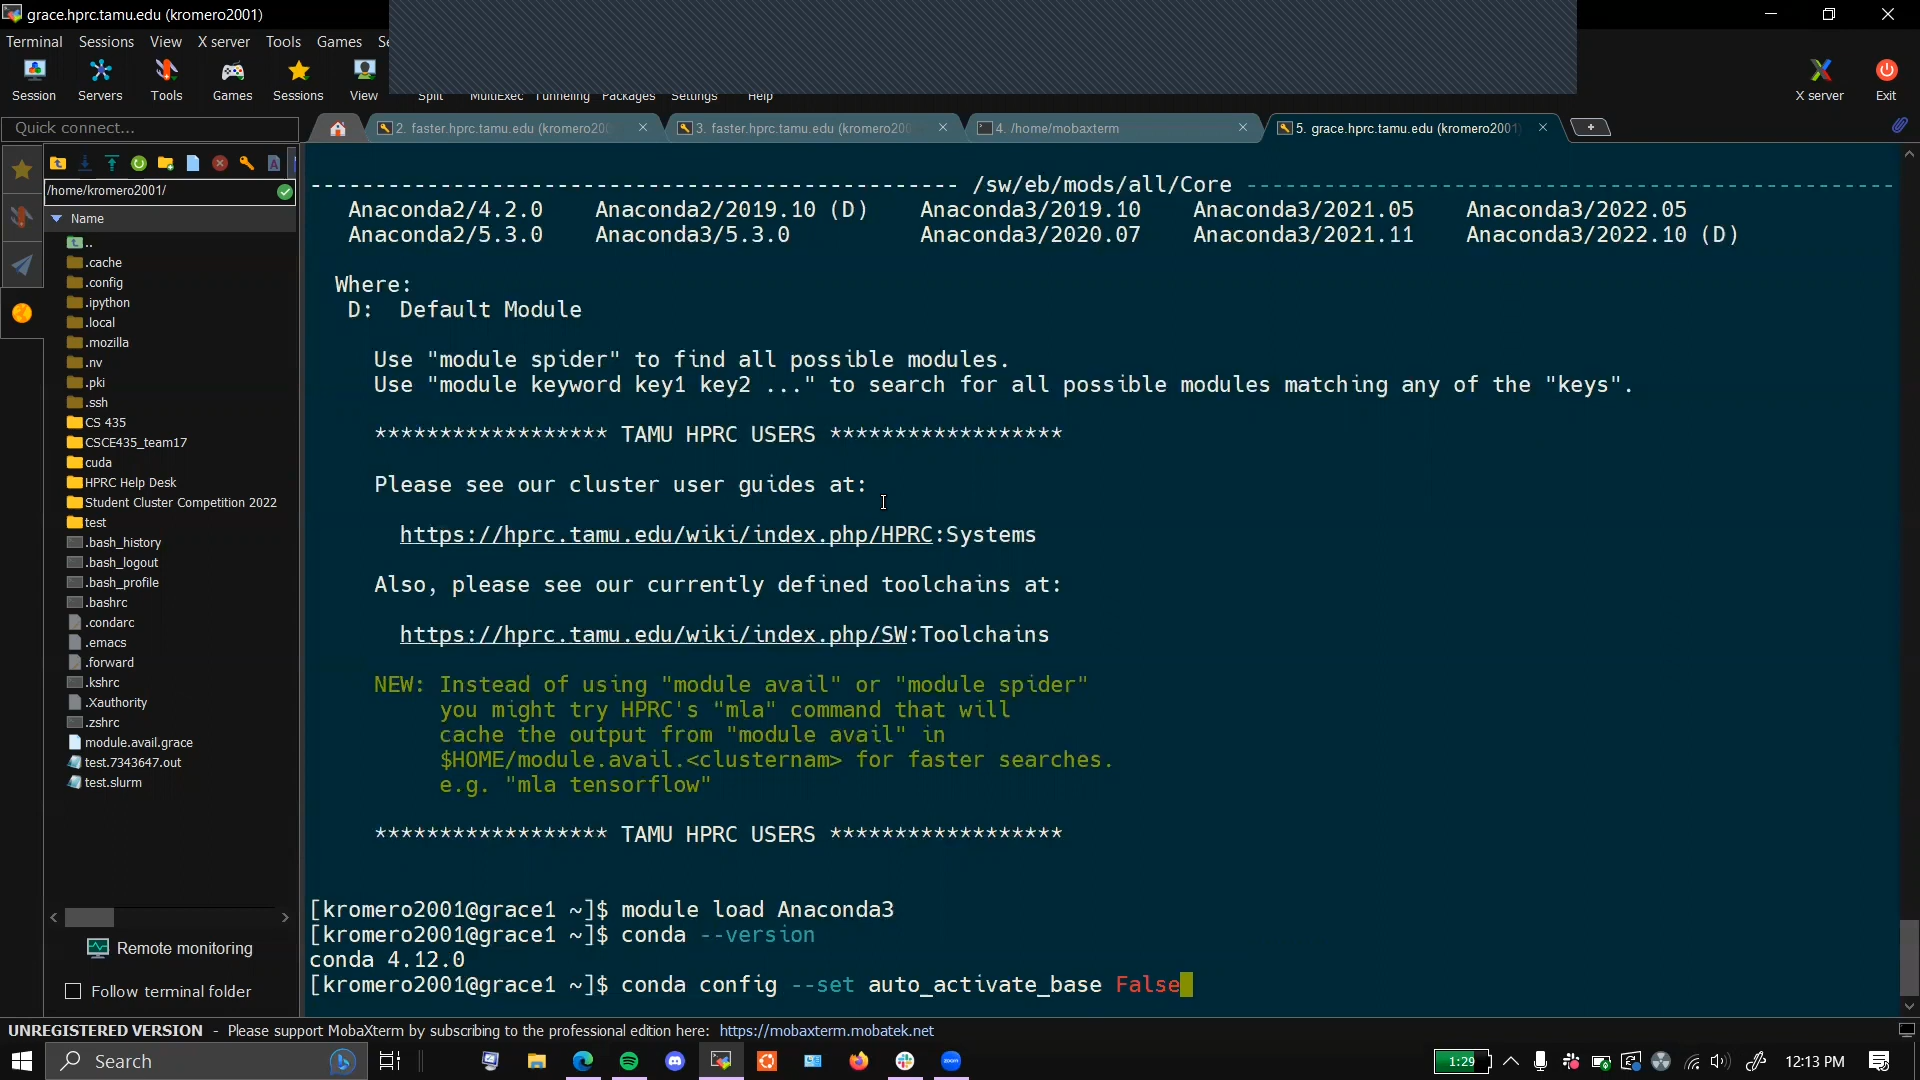 grace.hprc.tamu.edu (kromero2001)
Terminal Sessions View X server Tools Games
Session Servers Tools Games Sessions View Split MultiExec Tunneling Packages Settings Help X server Exit
Quick connect...
2. faster.hprc.tamu.edu (kromero200
3. faster.hprc.tamu.edu (kromero200
4. /home/mobaxterm
5. grace.hprc.tamu.edu (kromero2001)
/home/kromero2001/
Name
..
.cache
.config
.ipython
.local
.mozilla
.nv
.pki
.ssh
CS 435
CSCE435_team17
cuda
HPRC Help Desk
Student Cluster Competition 2022
test
.bash_history
.bash_logout
.bash_profile
.bashrc
.condarc
.emacs
.forward
.kshrc
.Xauthority
.zshrc
module.avail.grace
test.7343647.out
test.slurm
Remote monitoring
Follow terminal folder
-------------------------------------------------- /sw/eb/mods/all/Core --------------------------------------------------
Anaconda2/4.2.0 Anaconda2/2019.10 (D) Anaconda3/2019.10 Anaconda3/2021.05 Anaconda3/2022.05
Anaconda2/5.3.0 Anaconda3/5.3.0 Anaconda3/2020.07 Anaconda3/2021.11 Anaconda3/2022.10 (D)
Where:
D: Default Module
Use "module spider" to find all possible modules.
Use "module keyword key1 key2 ..." to search for all possible modules matching any of the "keys".
****************** TAMU HPRC USERS ******************
Please see our cluster user guides at:
https://hprc.tamu.edu/wiki/index.php/HPRC:Systems
Also, please see our currently defined toolchains at:
https://hprc.tamu.edu/wiki/index.php/SW:Toolchains
NEW: Instead of using "module avail" or "module spider"
you might try HPRC's "mla" command that will
cache the output from "module avail" in
$HOME/module.avail.<clusternam> for faster searches.
e.g. "mla tensorflow"
****************** TAMU HPRC USERS ******************
[kromero2001@grace1 ~]$ module load Anaconda3
[kromero2001@grace1 ~]$ conda --version
conda 4.12.0
[kromero2001@grace1 ~]$ conda config --set auto_activate_base False
UNREGISTERED VERSION - Please support MobaXterm by subscribing to the professional edition here: https://mobaxterm.mobatek.net
Search
1:29
12:13 PM